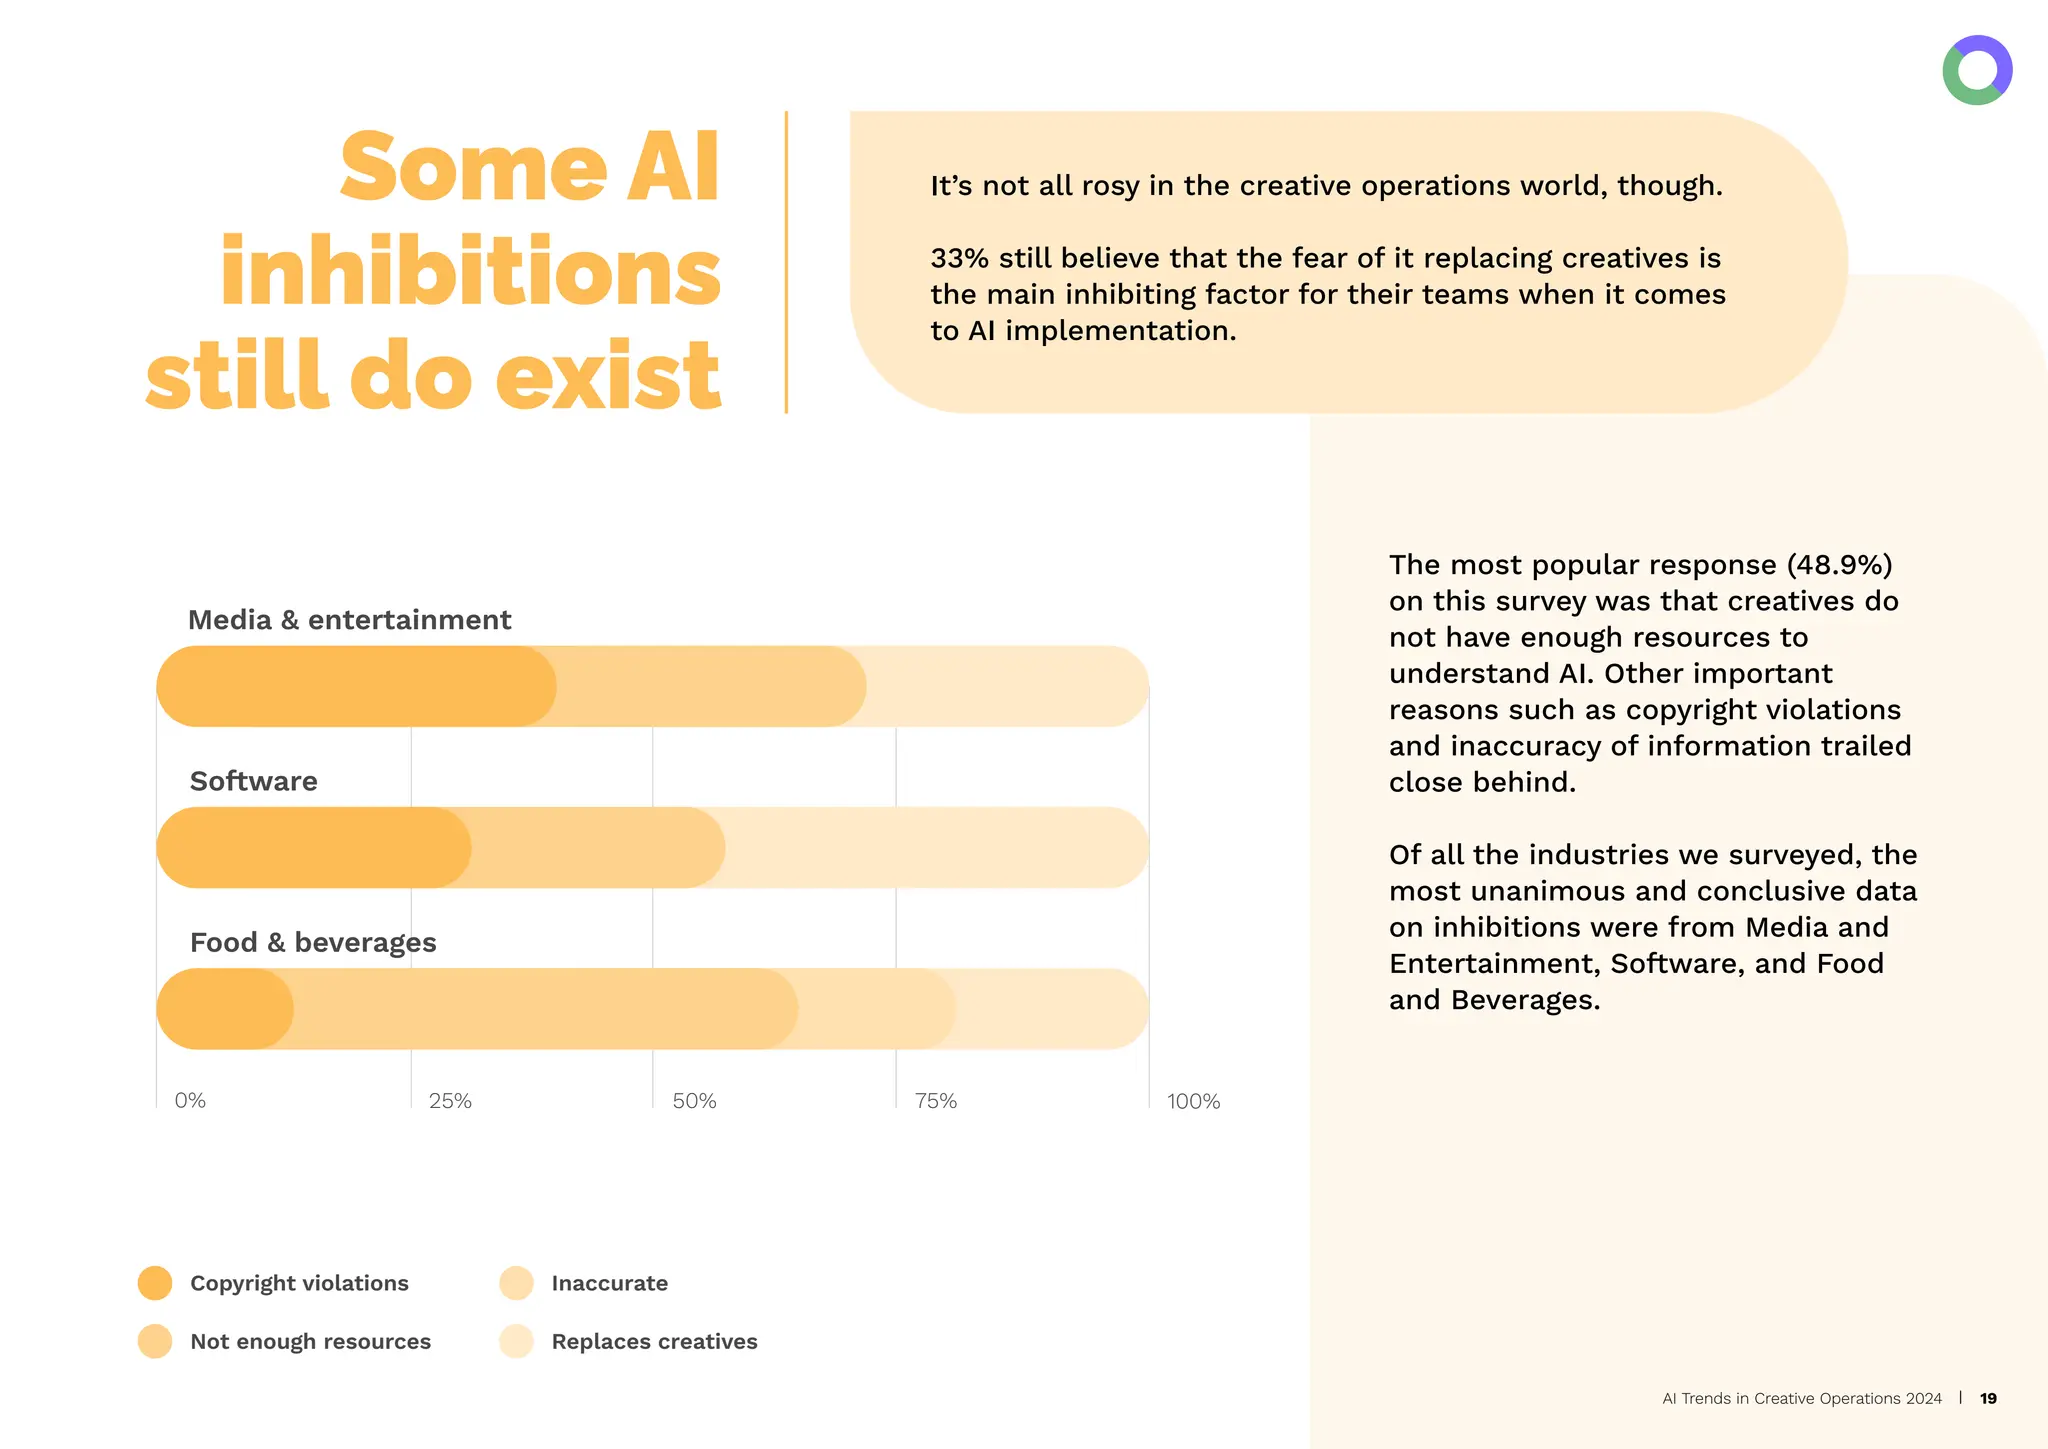 Some AI
inhibitions
still do exist
It’s not all rosy in the creative operations world, though.
33% still believe that the fear of it replacing creatives is
the main inhibiting factor for their teams when it comes
to AI implementation.
Media & entertainment
Software
Food & beverages
0%
25%
50%
75%
100%
Copyright violations
Inaccurate
Not enough resources
Replaces creatives
The most popular response (48.9%)
on this survey was that creatives do
not have enough resources to
understand AI. Other important
reasons such as copyright violations
and inaccuracy of information trailed
close behind.
Of all the industries we surveyed, the
most unanimous and conclusive data
on inhibitions were from Media and
Entertainment, Software, and Food
and Beverages.
AI Trends in Creative Operations 2024 | 19